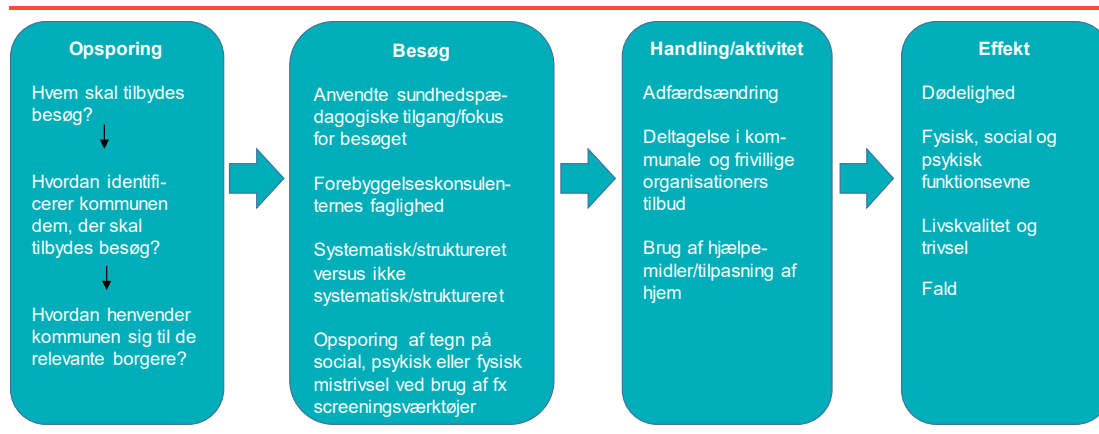 Opsporing
Hvem skal tilbydes
besøg?
Hvordan identifi-
cerer kommunen
dem, der skal
tilbydes besøg?
Hvordan henvender
kommunen sig til de
relevante borgere?
Besøg
Anvendte sundhedspæ-
dagogiske tilgang/fokus
for besøget
Forebyggelseskonsulen-
ternes faglighed
Systematisk/struktureret
versus ikke
systematisk/struktureret
Opsporing af tegn på
social, psykisk eller fysisk
mistrivsel ved brug af fx
screeningsværktøjer
Handling/aktivitet
Adfærdsændring
Deltagelse i kom-
munale og frivillige
organisationers
tilbud
Brug af hjælpe-
midler/tilpasning af
hjem
Effekt
Dødelighed
Fysisk, social og
psykisk
funktionsevne
Livskvalitet og
trivsel
Fald